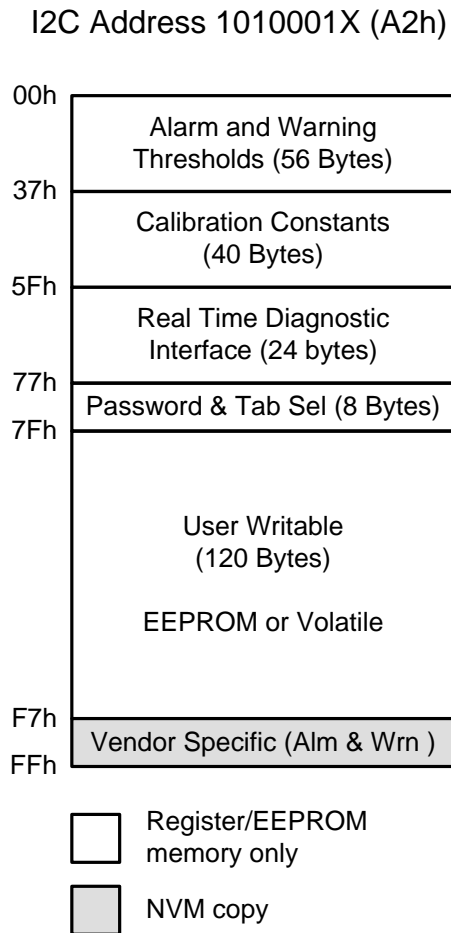 I2C Address 1010001X (A2h)
00h
Alarm and Warning
Thresholds (56 Bytes)
37h
Calibration Constants
(40 Bytes)
5Fh
Real Time Diagnostic
Interface (24 bytes)
77h
Password & Tab Sel (8 Bytes)
7Fh
User Writable
(120 Bytes)
EEPROM or Volatile
F7h
Vendor Specific (Alm & Wrn )
FFh
Register/EEPROM
memory only
NVM copy